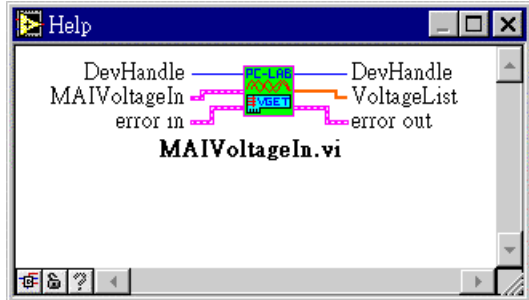 Help
DevHandle PC-LAB DevHandle
MAIVoltageIn VGET VoltageList
error in error out
MAIVoltageIn.vi